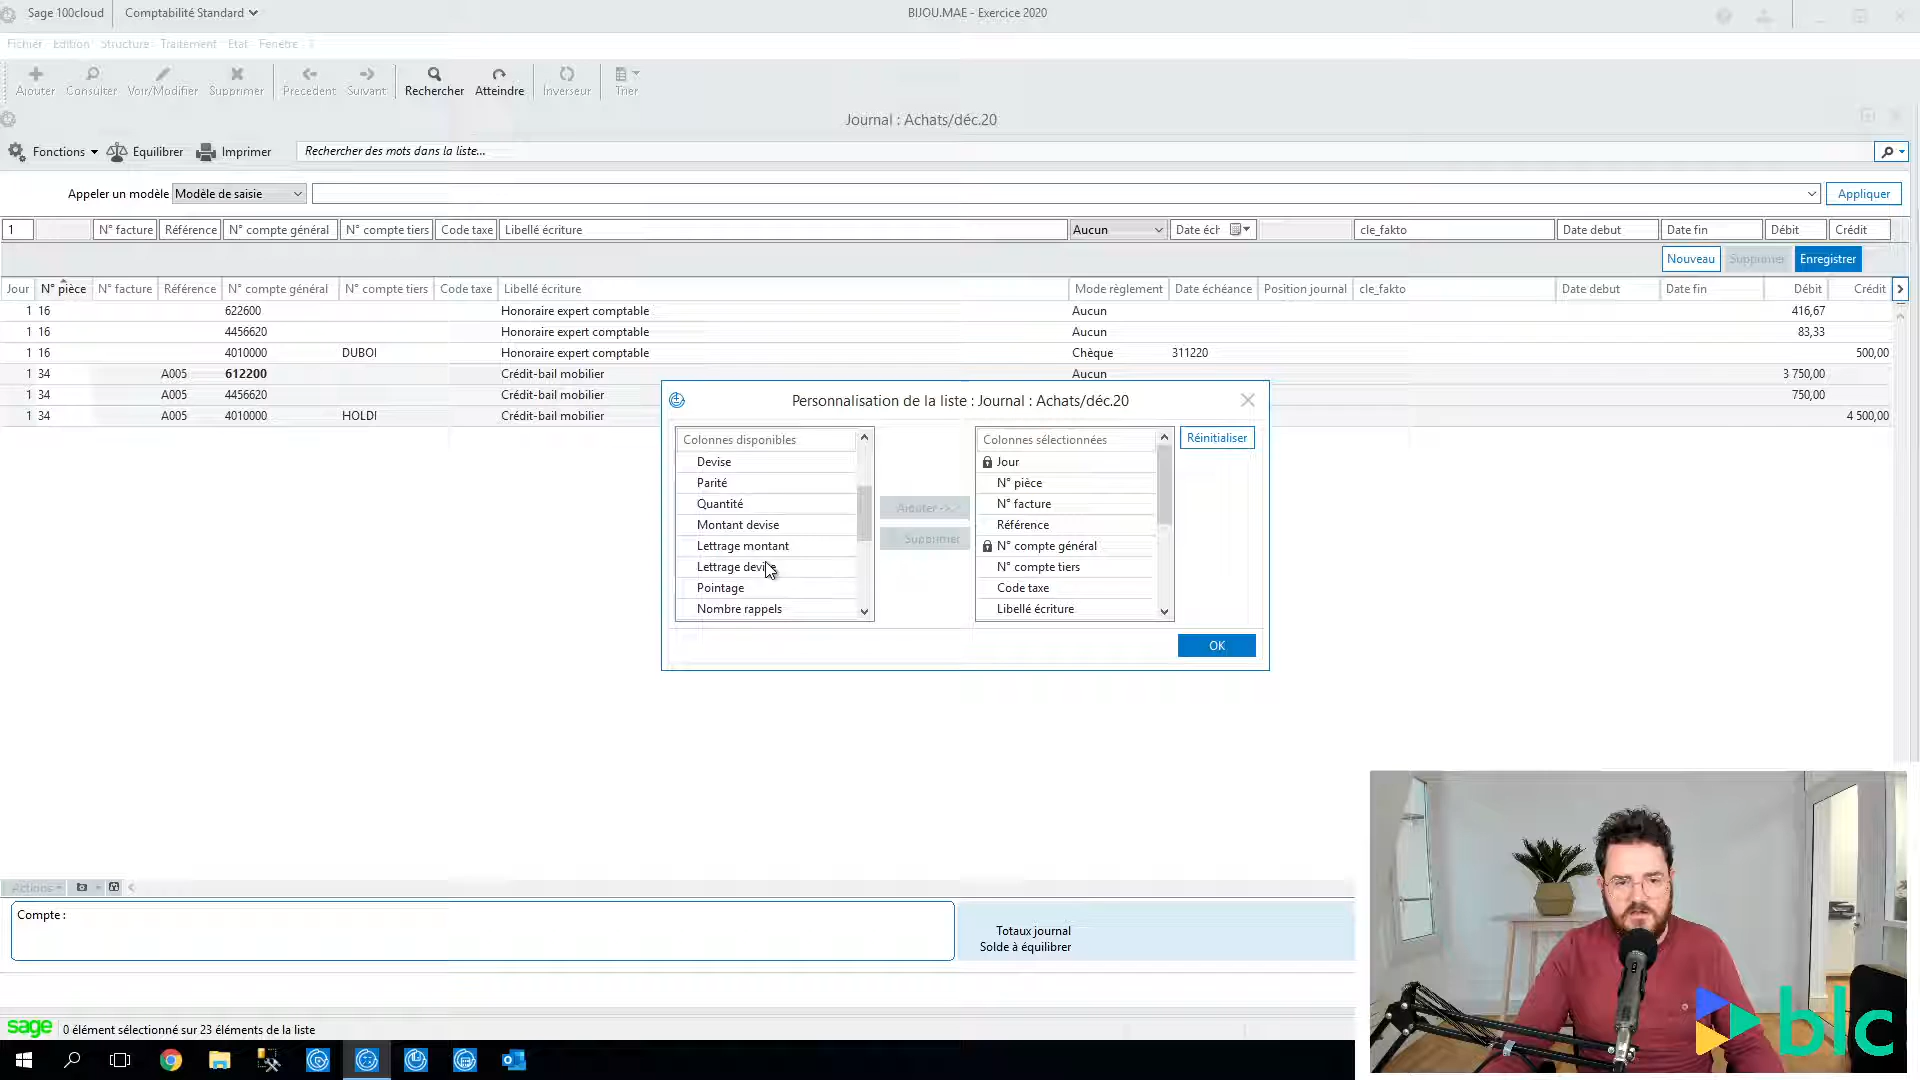 Sage 100cloud Comptabilité Standard BIJOU.MAE - Exercice 2020
Fichier Edition Structure Traitement Etat Fenêtre ?
Ajouter Consulter Voir/Modifier Supprimer Précédent Suivant Rechercher Atteindre Inverseur Trier
Journal : Achats/déc.20
Fonctions Equilibrer Imprimer Rechercher des mots dans la liste...
Appeler un modèle Modèle de saisie Appliquer
1 N° facture Référence N° compte général N° compte tiers Code taxe Libellé écriture Aucun Date éch cle_fakto Date debut Date fin Débit Crédit
Nouveau Supprimer Enregistrer
Jour N° pièce N° facture Référence N° compte général N° compte tiers Code taxe Libellé écriture Mode règlement Date échéance Position journal cle_fakto Date debut Date fin Débit Crédit
1 16 622600 Honoraire expert comptable Aucun 416,67
1 16 4456620 Honoraire expert comptable Aucun 83,33
1 16 4010000 DUBOI Honoraire expert comptable Chèque 311220 500,00
1 34 A005 612200 Crédit-bail mobilier Aucun 3 750,00
1 34 A005 4456620 Crédit-bail mobilier 750,00
1 34 A005 4010000 HOLDI Crédit-bail mobilier 4 500,00
Personnalisation de la liste : Journal : Achats/déc.20
Colonnes disponibles
Devise
Parité
Quantité
Montant devise
Lettrage montant
Lettrage devise
Pointage
Nombre rappels
Ajouter ->
Supprimer
Colonnes sélectionnées
Jour
N° pièce
N° facture
Référence
N° compte général
N° compte tiers
Code taxe
Libellé écriture
Réinitialiser
OK
Actions
Compte :
Totaux journal
Solde à équilibrer
sage 0 élément sélectionné sur 23 éléments de la liste
blc